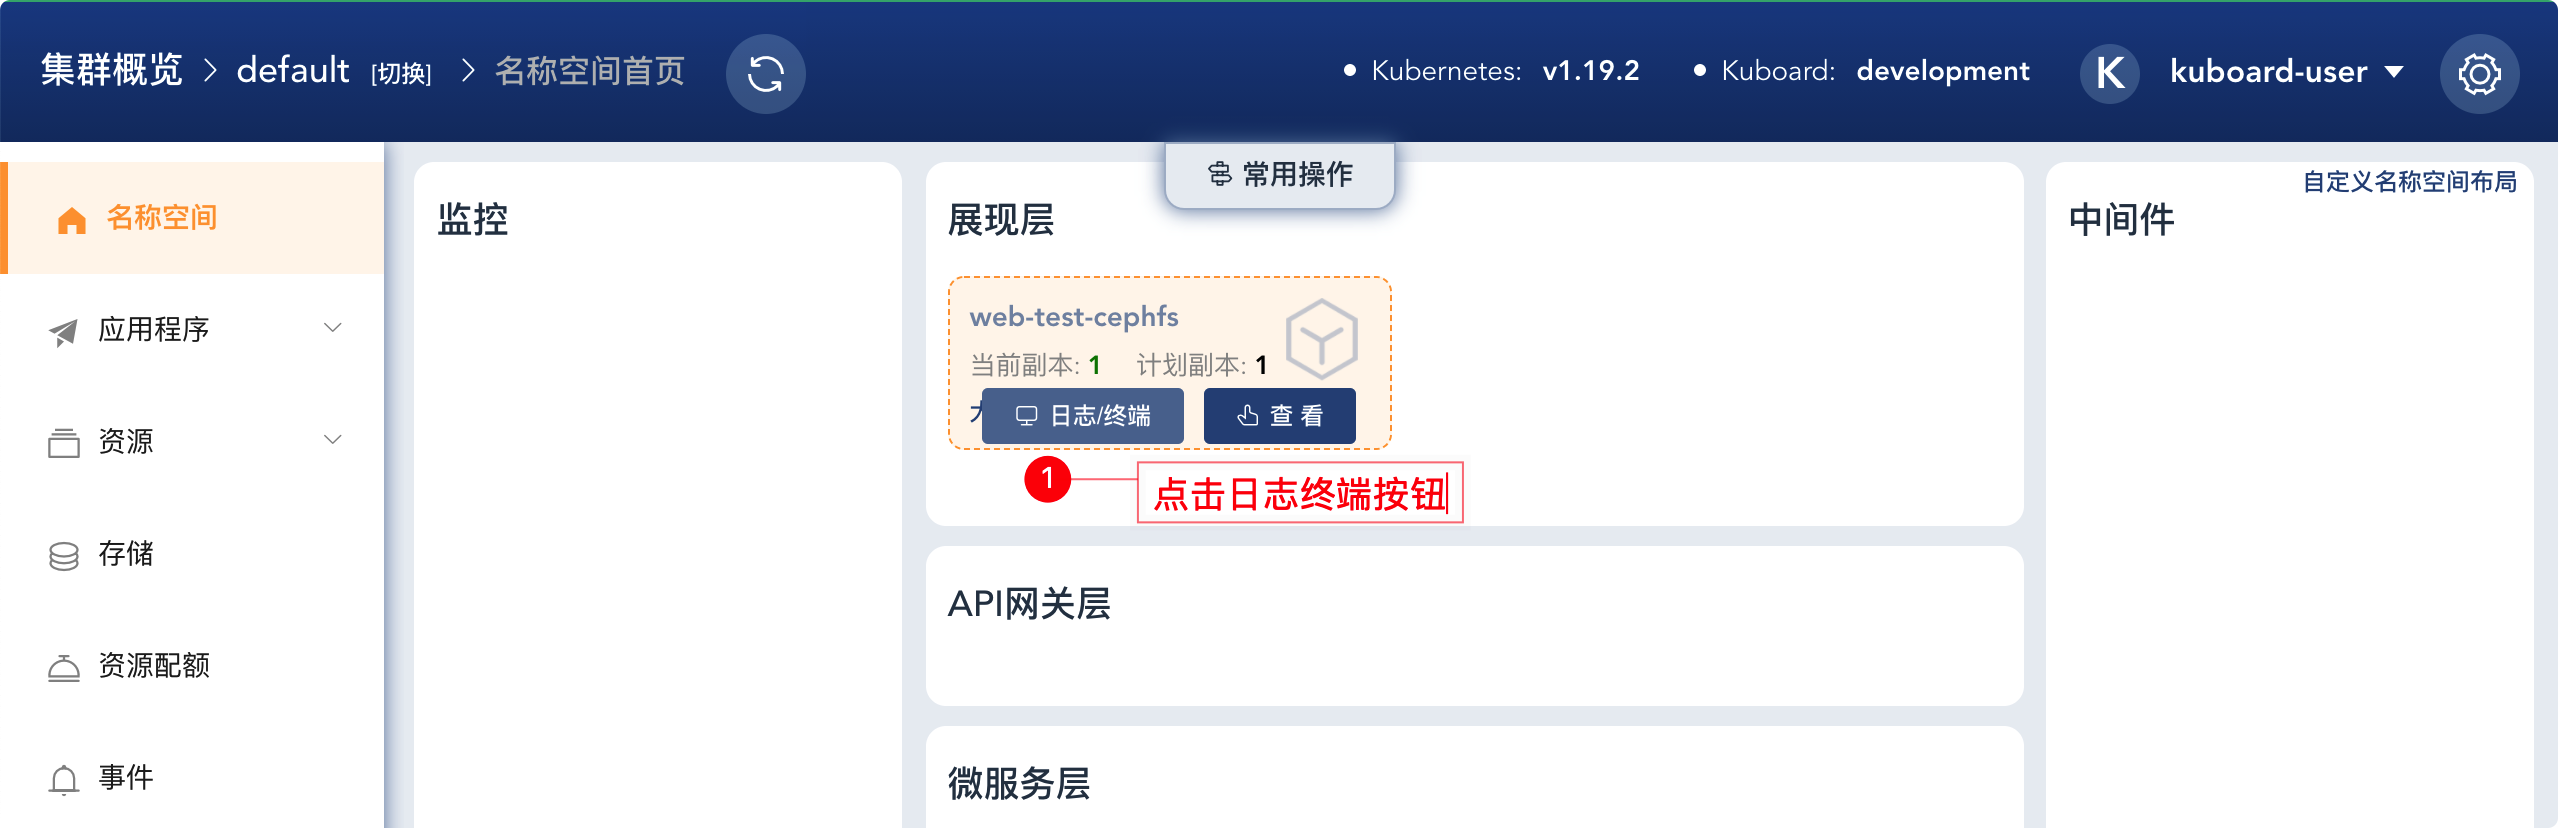 集群概览 > default [切换] > 名称空间首页
Kubernetes: v1.19.2
Kuboard: development
K kuboard-user
常用操作
自定义名称空间布局
名称空间
应用程序
资源
存储
资源配额
事件
监控
展现层
web-test-cephfs
当前副本: 1 计划副本: 1
日志/终端
查 看
1
点击日志终端按钮
API网关层
微服务层
中间件